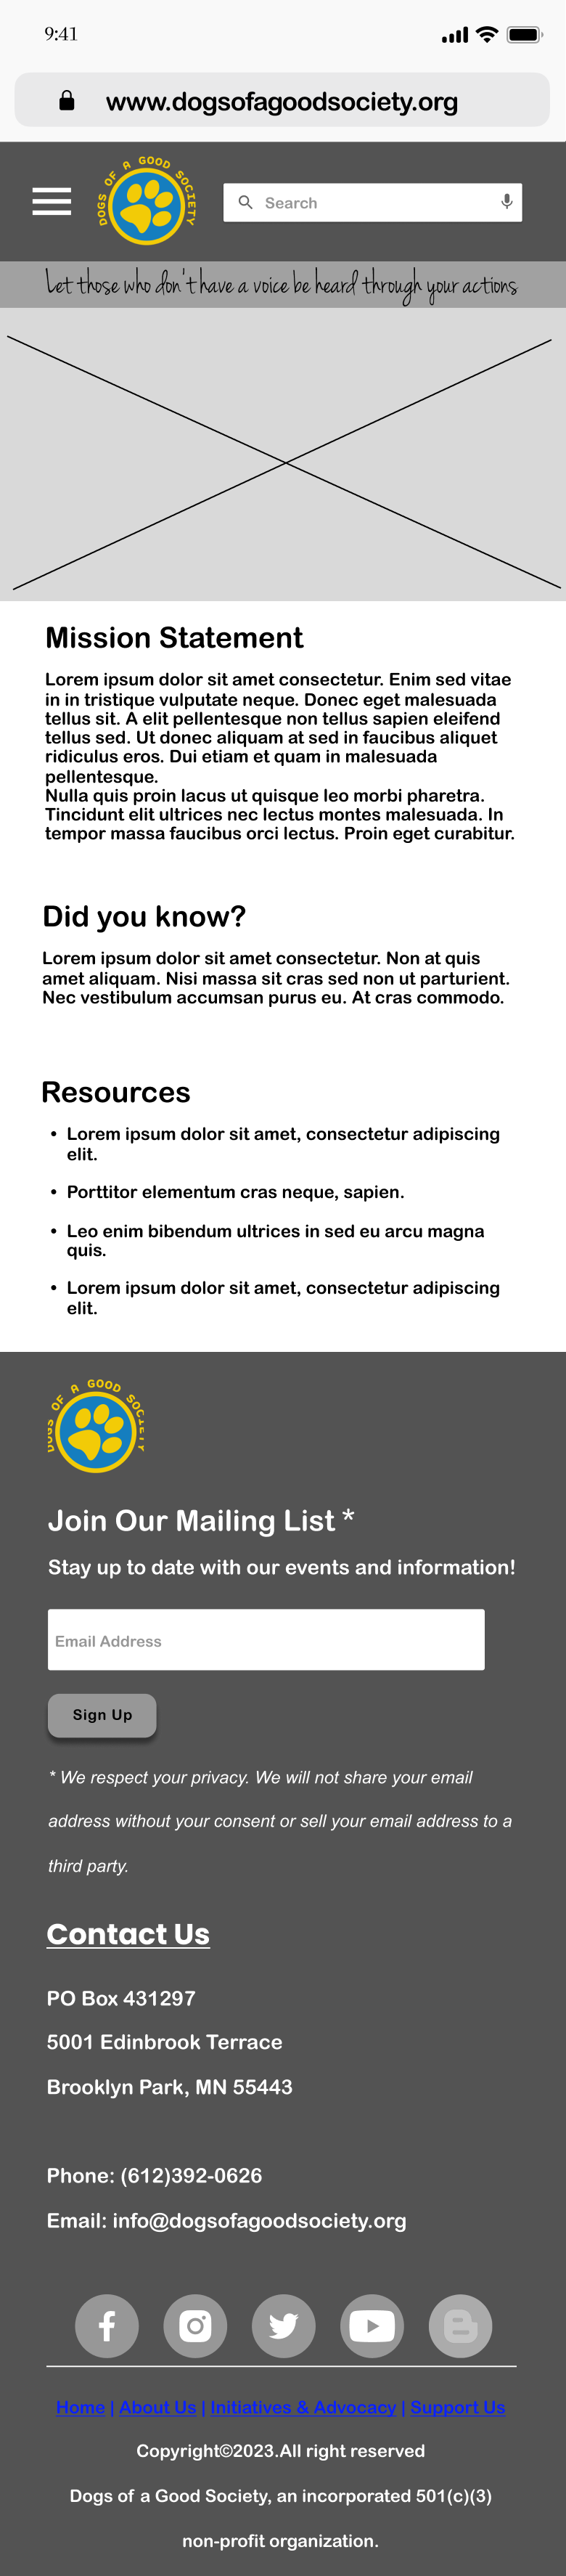 9:41
www.dogsofagoodsociety.org
DOGS OF A GOOD SOCIETY
Search
Let those who don't have a voice be heard through your actions
Mission Statement
Lorem ipsum dolor sit amet consectetur. Enim sed vitae
in in tristique vulputate neque. Donec eget malesuada
tellus sit. A elit pellentesque non tellus sapien eleifend
tellus sed. Ut donec aliquam at sed in faucibus aliquet
ridiculus eros. Dui etiam et quam in malesuada
pellentesque.
Nulla quis proin lacus ut quisque leo morbi pharetra.
Tincidunt elit ultrices nec lectus montes malesuada. In
tempor massa faucibus orci lectus. Proin eget curabitur.
Did you know?
Lorem ipsum dolor sit amet consectetur. Non at quis
amet aliquam. Nisi massa sit cras sed non ut parturient.
Nec vestibulum accumsan purus eu. At cras commodo.
Resources
• Lorem ipsum dolor sit amet, consectetur adipiscing
elit.
• Porttitor elementum cras neque, sapien.
• Leo enim bibendum ultrices in sed eu arcu magna
quis.
• Lorem ipsum dolor sit amet, consectetur adipiscing
elit.
DOGS OF A GOOD SOCIETY
Join Our Mailing List *
Stay up to date with our events and information!
Email Address
Sign Up
* We respect your privacy. We will not share your email
address without your consent or sell your email address to a
third party.
Contact Us
PO Box 431297
5001 Edinbrook Terrace
Brooklyn Park, MN 55443
Phone: (612)392-0626
Email: info@dogsofagoodsociety.org
Home | About Us | Initiatives & Advocacy | Support Us
Copyright©2023.All right reserved
Dogs of a Good Society, an incorporated 501(c)(3)
non-profit organization.